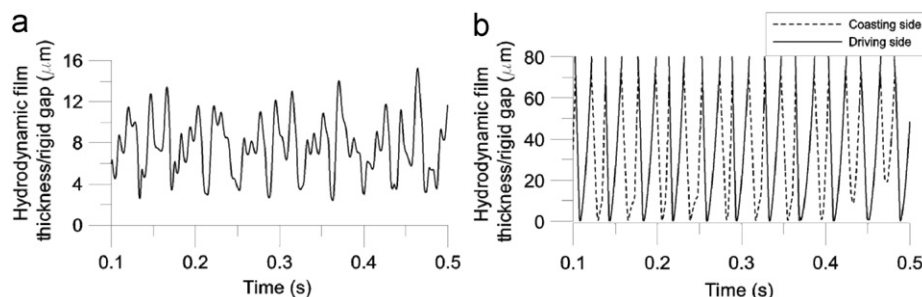 a
Hydrodynamic film
thickness/rigid gap (μm)
16
12
8
4
0
0.1
0.2
0.3
0.4
0.5
Time (s)
b
Coasting side
Driving side
Hydrodynamic film
thickness/rigid gap (μm)
80
60
40
20
0
0.1
0.2
0.3
0.4
0.5
Time (s)